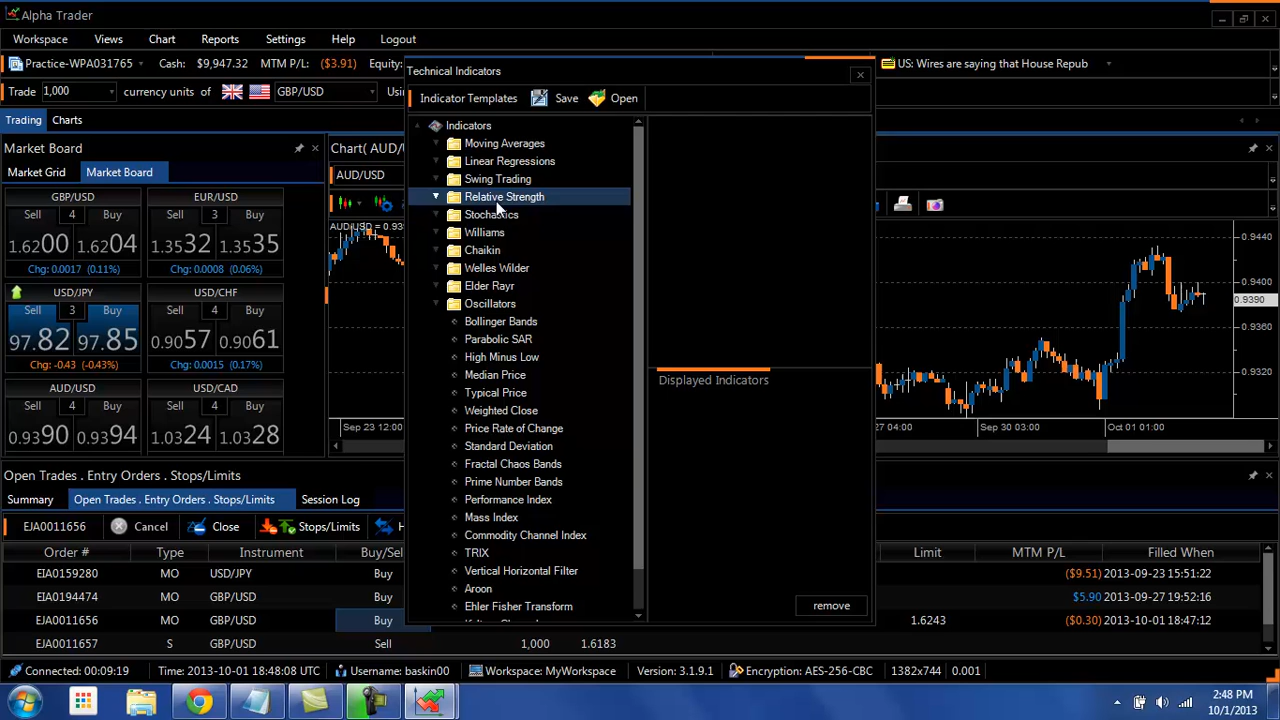 Alpha Trader
Workspace Views Chart Reports Settings Help Logout
Practice-WPA031765 Cash: $9,947.32 MTM P/L: ($3.91) Equity: US: Wires are saying that House Repub
Trade 1,000 currency units of GBP/USD
Trading Charts
Market Board
Market Grid Market Board
GBP/USD EUR/USD
Sell 4 Buy Sell 3 Buy
1.6200 1.6204 1.3532 1.3535
Chg: 0.0017 (0.11%) Chg: 0.0008 (0.06%)
USD/JPY USD/CHF
Sell 3 Buy Sell 4 Buy
97.82 97.85 0.9057 0.9061
Chg: -0.43 (-0.43%) Chg: 0.0015 (0.17%)
AUD/USD USD/CAD
Sell 4 Buy Sell 4 Buy
0.9390 0.9394 1.0324 1.0328
Chart( AUD/
AUD/USD
AUD/USD = 0.93
0.9440
0.9400
0.9390
0.9360
0.9320
Sep 23 12:00 27 04:00 Sep 30 03:00 Oct 01 01:00
Technical Indicators
Indicator Templates Save Open
Indicators
Moving Averages
Linear Regressions
Swing Trading
Relative Strength
Stochastics
Williams
Chaikin
Welles Wilder
Elder Rayr
Oscillators
Bollinger Bands
Parabolic SAR
High Minus Low
Median Price
Typical Price
Weighted Close
Price Rate of Change
Standard Deviation
Fractal Chaos Bands
Prime Number Bands
Performance Index
Mass Index
Commodity Channel Index
TRIX
Vertical Horizontal Filter
Aroon
Ehler Fisher Transform
Displayed Indicators
remove
Open Trades . Entry Orders . Stops/Limits
Summary Open Trades . Entry Orders . Stops/Limits Session Log
EJA0011656 Cancel Close Stops/Limits H
Order # Type Instrument Buy/Sel Limit MTM P/L Filled When
EIA0159280 MO USD/JPY Buy ($9.51) 2013-09-23 15:51:22
EIA0194474 MO GBP/USD Buy $5.90 2013-09-27 19:52:16
EJA0011656 MO GBP/USD Buy 1.6243 ($0.30) 2013-10-01 18:47:12
EJA0011657 S GBP/USD Sell 1,000 1.6183
Connected: 00:09:19 Time: 2013-10-01 18:48:08 UTC Username: baskin00 Workspace: MyWorkspace Version: 3.1.9.1 Encryption: AES-256-CBC 1382x744 0.001
2:48 PM
10/1/2013